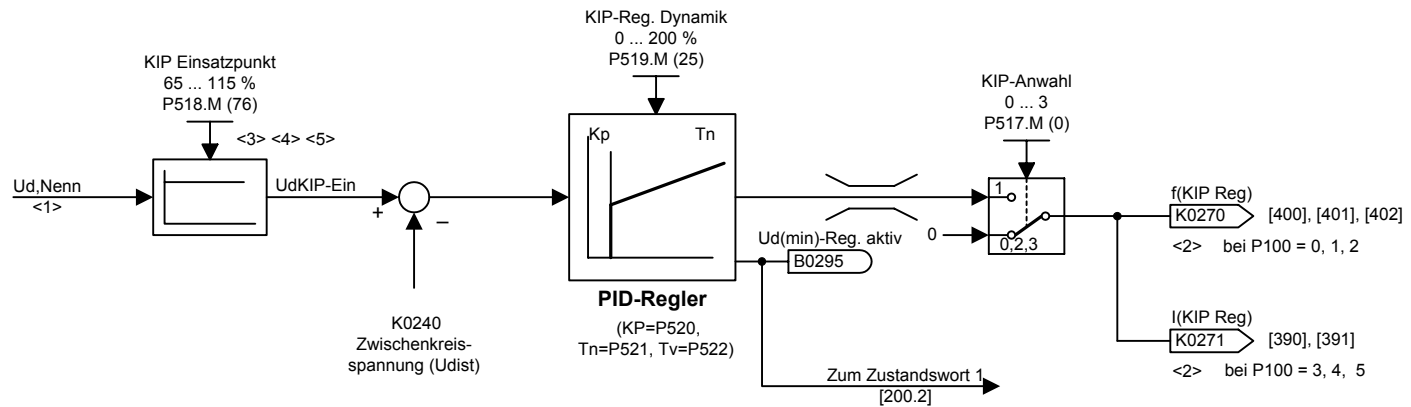 KIP-Reg. Dynamik
0 ... 200 %
P519.M (25)
KIP Einsatzpunkt
65 ... 115 %
P518.M (76)
<3> <4> <5>
KIP-Anwahl
0 ... 3
P517.M (0)
Kp
Tn
Ud,Nenn
<1>
UdKIP-Ein
+
–
1
0
0,2,3
Ud(min)-Reg. aktiv
B0295
f(KIP Reg)
K0270
[400], [401], [402]
<2> bei P100 = 0, 1, 2
PID-Regler
(KP=P520,
Tn=P521, Tv=P522)
K0240
Zwischenkreis-
spannung (Udist)
I(KIP Reg)
K0271
[390], [391]
<2> bei P100 = 3, 4, 5
Zum Zustandswort 1
[200.2]